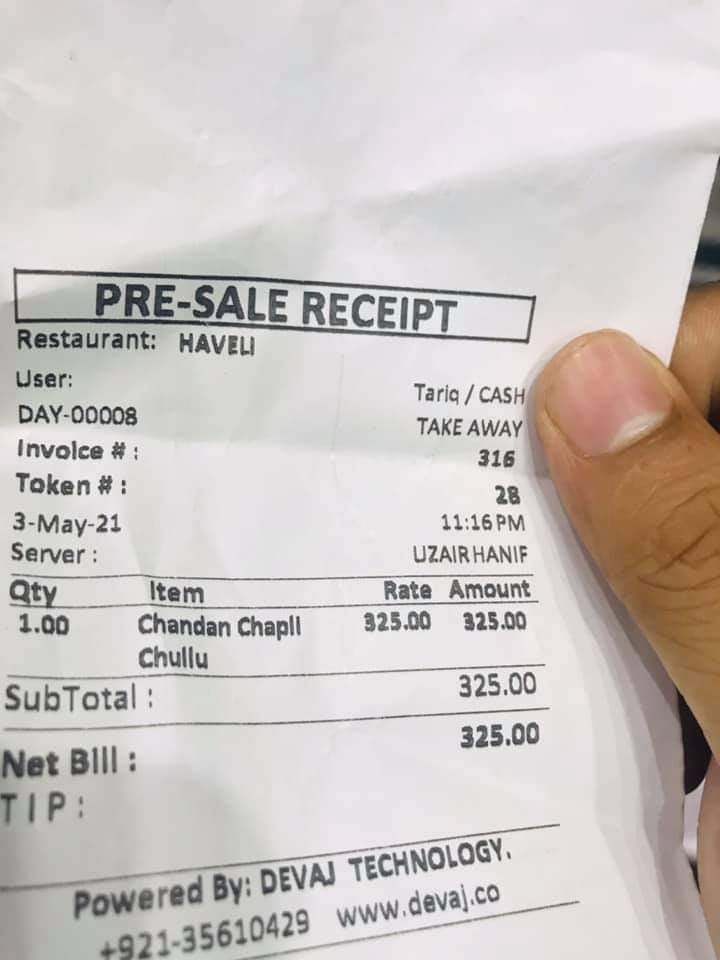 PRE-SALE RECEIPT
Restaurant: HAVELI
User: Tariq / CASH
DAY-00008 TAKE AWAY
Invoice # : 316
Token # : 28
3-May-21 11:16 PM
Server : UZAIR HANIF
Qty Item Rate Amount
1.00 Chandan Chapli 325.00 325.00
Chullu
SubTotal : 325.00
Net Bill : 325.00
TIP:
Powered By: DEVAJ TECHNOLOGY.
+921-35610429 www.devaj.co